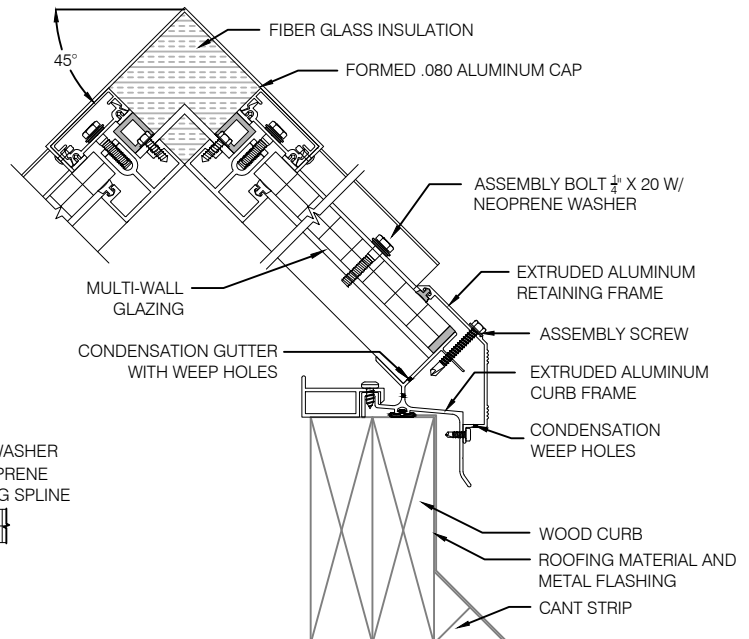 FIBER GLASS INSULATION
45°
FORMED .080 ALUMINUM CAP
ASSEMBLY BOLT 1/4" X 20 W/
NEOPRENE WASHER
MULTI-WALL
GLAZING
EXTRUDED ALUMINUM
RETAINING FRAME
ASSEMBLY SCREW
CONDENSATION GUTTER
WITH WEEP HOLES
EXTRUDED ALUMINUM
CURB FRAME
CONDENSATION
WEEP HOLES
WOOD CURB
ROOFING MATERIAL AND
METAL FLASHING
CANT STRIP
SPLINE